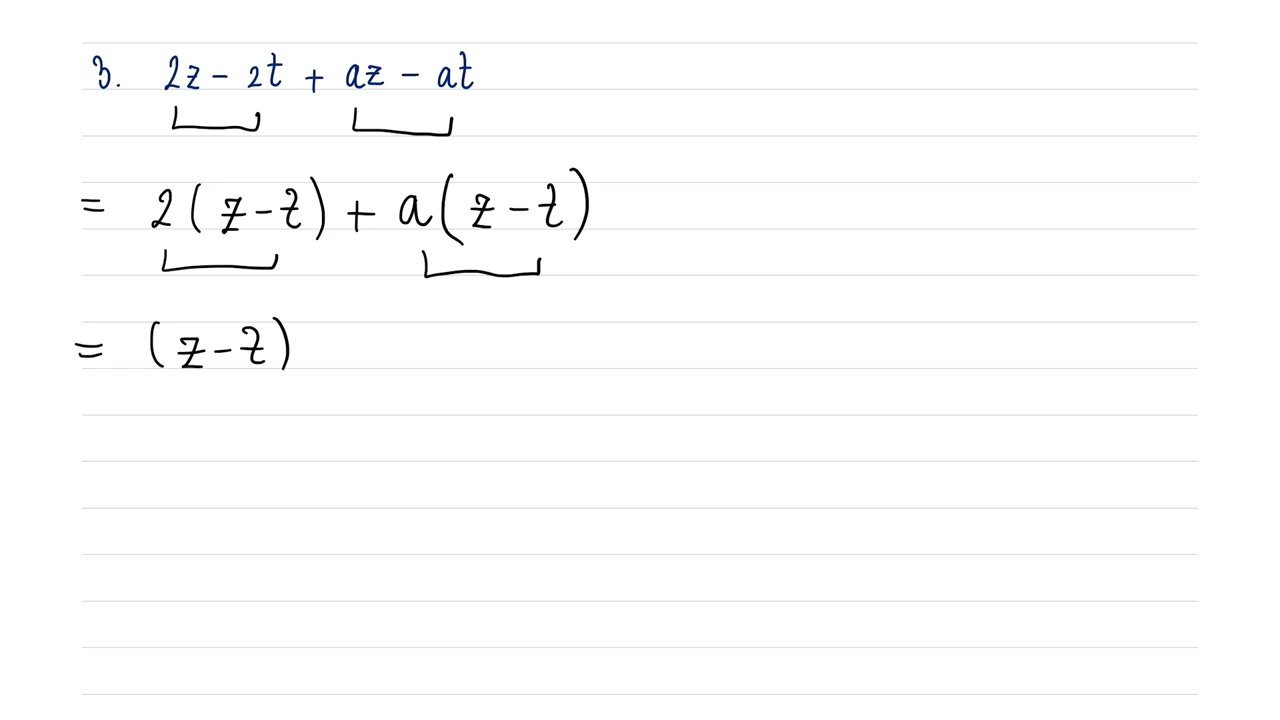 3. 2z - 2t + az - at
= 2(z-t) + a(z-t)
= (z-t)